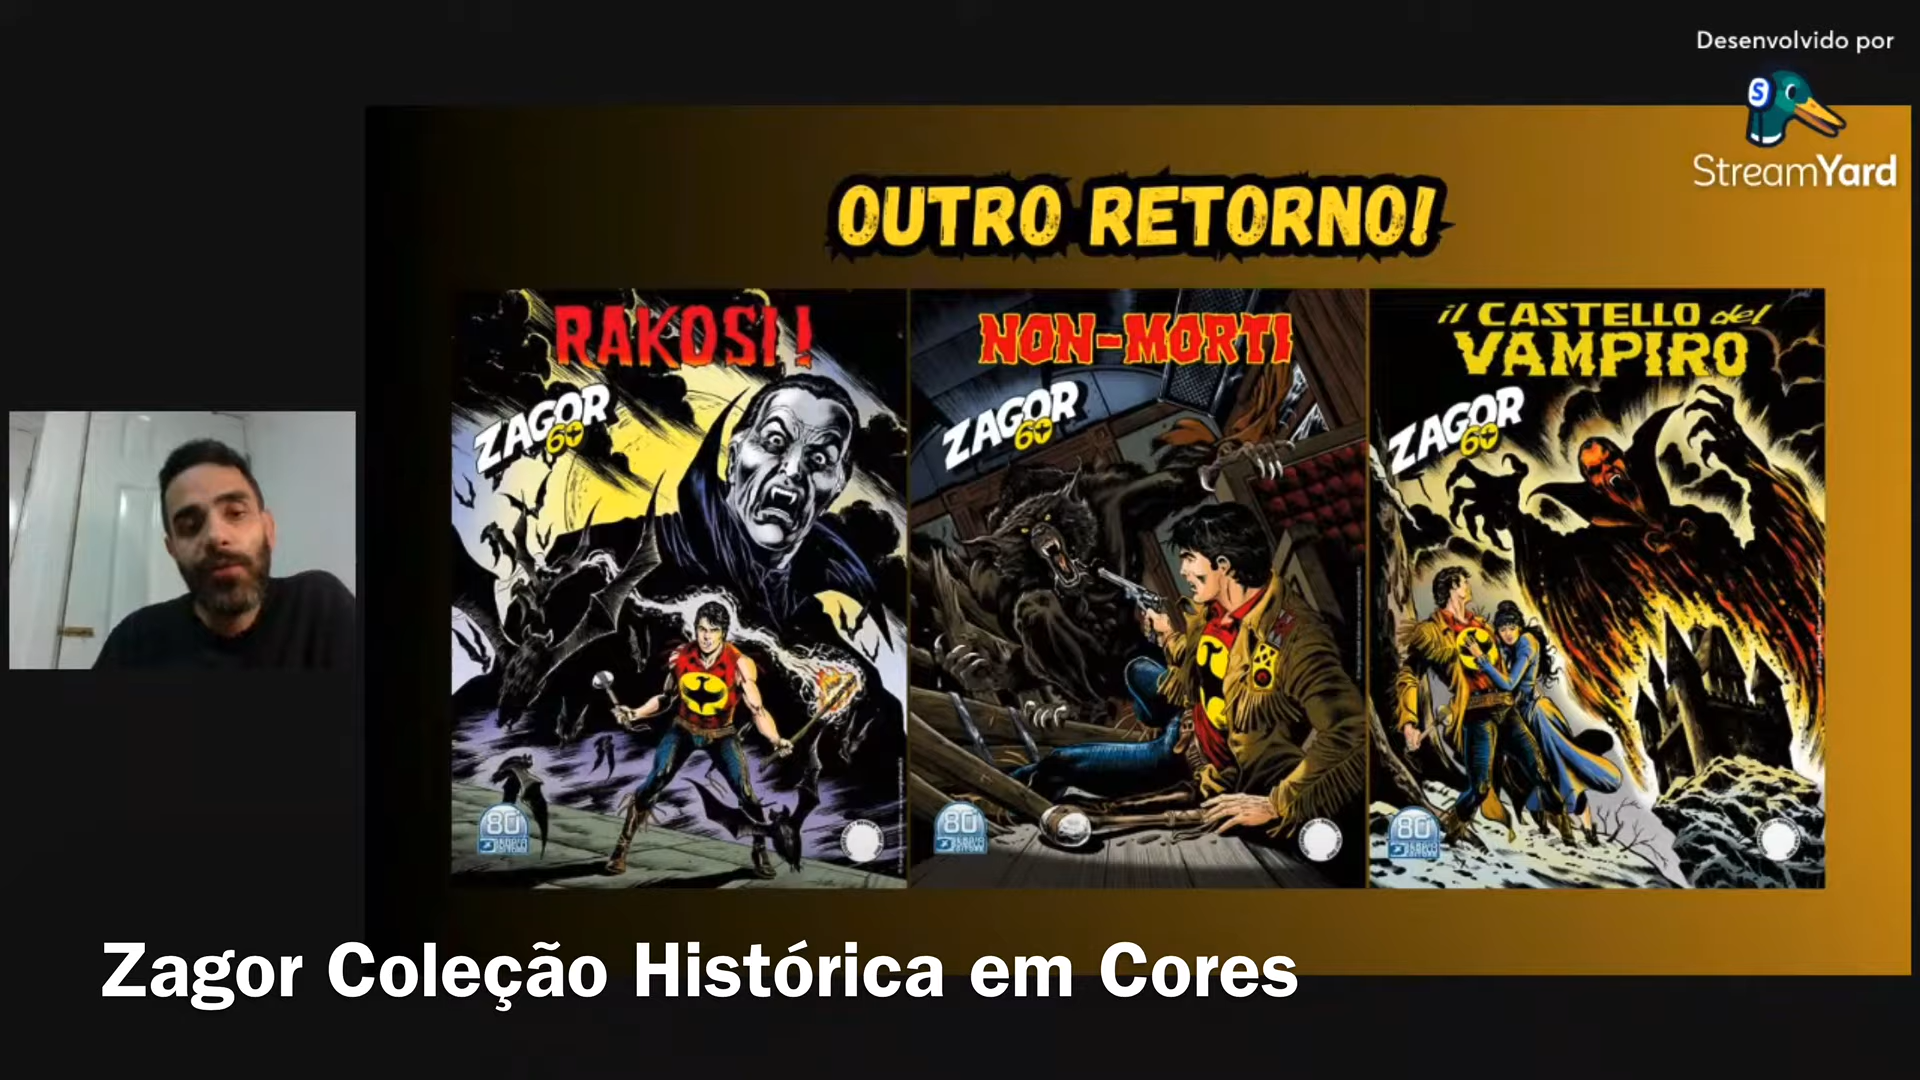 Desenvolvido por
S
StreamYard
OUTRO RETORNO!
RAKOSI!
ZAGOR
60
80
NON-MORTI
ZAGOR
60
80
il CASTELLO del
VAMPIRO
ZAGOR
60
80
Zagor Coleção Histórica em Cores